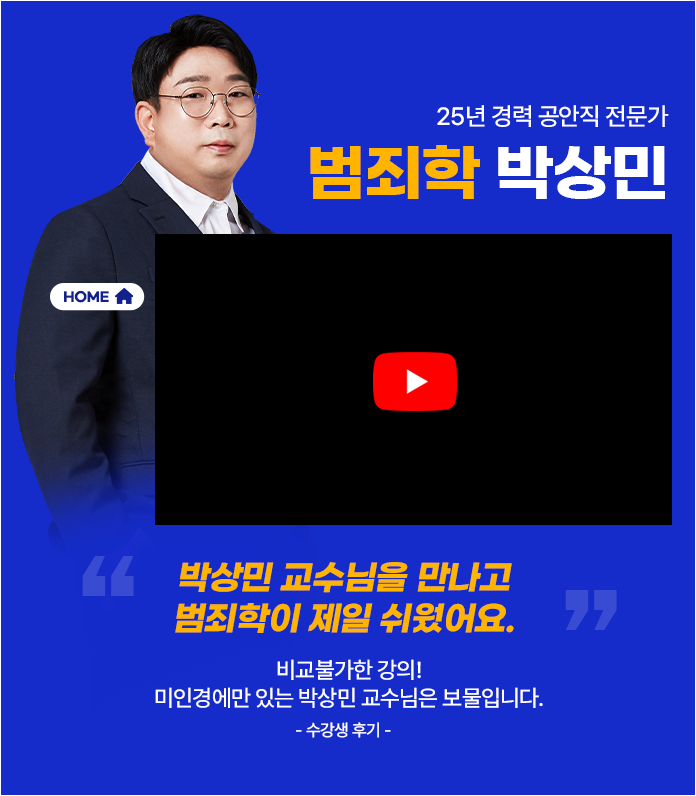 25년 경력 공안직 전문가
범죄학 박상민
HOME
박상민 교수님을 만나고
범죄학이 제일 쉬웠어요.
비교불가한 강의!
미인경에만 있는 박상민 교수님은 보물입니다.
- 수강생 후기 -